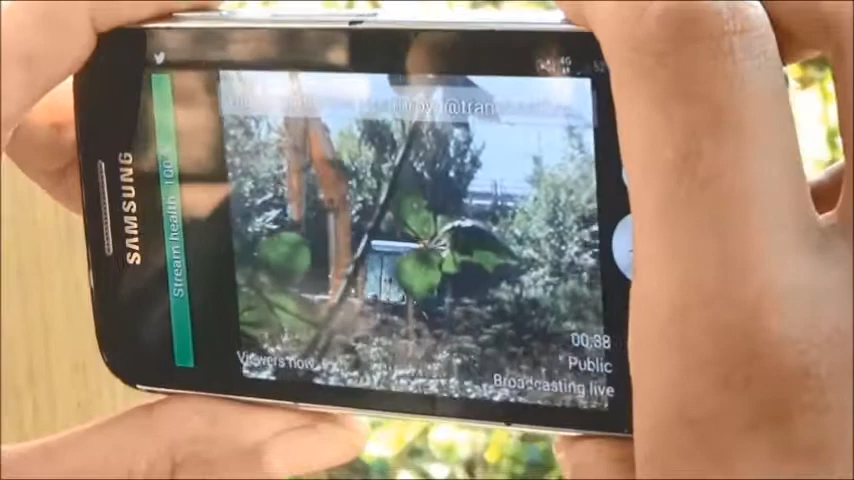 SAMSUNG
Stream health 100
00:38
Public
Viewers now:
Broadcasting live